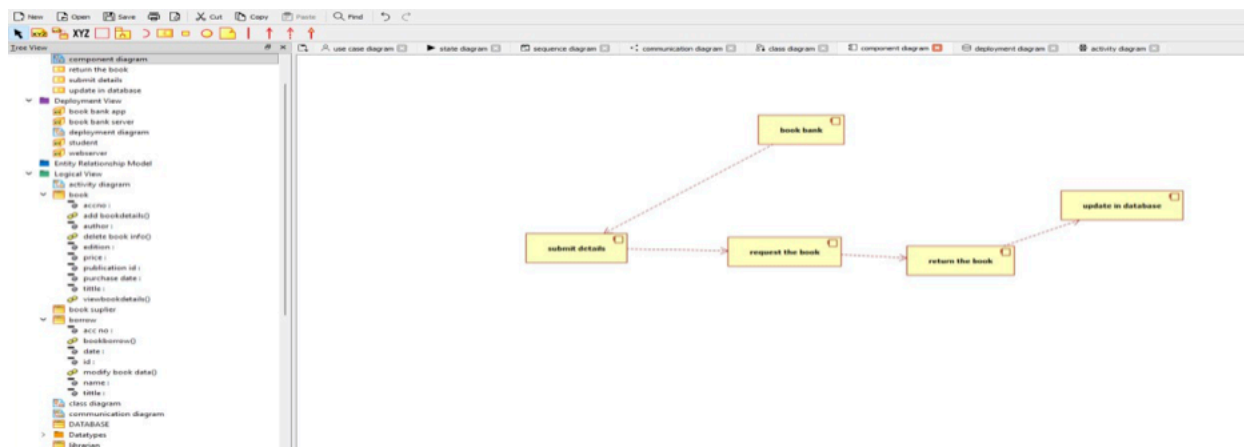 New Open Save Cut Copy Paste Find
XYZ
Tree View
use case diagram state diagram sequence diagram communication diagram class diagram component diagram deployment diagram activity diagram
component diagram
return the book
submit details
update in database
Deployment View
book bank app
book bank server
deployment diagram
student
webserver
Entity Relationship Model
Logical View
activity diagram
book
accno :
add bookdetails()
author :
delete book info()
edition :
price :
publication id :
purchase date :
tittle :
viewbookdetails()
book suplier
borrow
acc no :
bookborrow()
date :
id :
modify book data()
name :
tittle :
class diagram
communication diagram
DATABASE
Datatypes
librarian
book bank
update in database
submit details
request the book
return the book